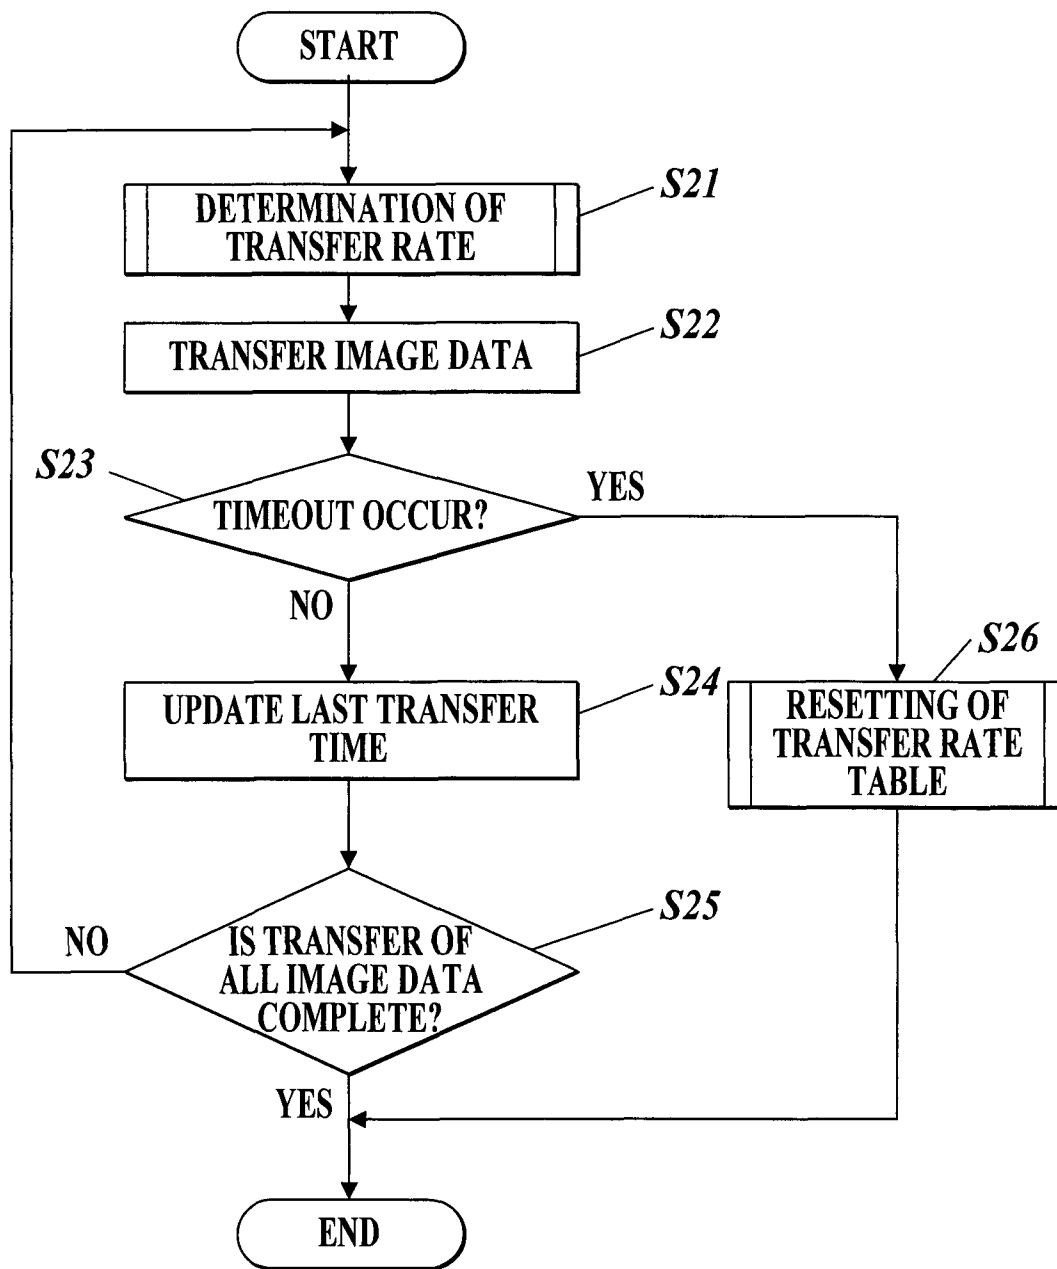 START
DETERMINATION OF
TRANSFER RATE
S21
TRANSFER IMAGE DATA
S22
S23
TIMEOUT OCCUR?
YES
NO
UPDATE LAST TRANSFER
TIME
S24
S26
RESETTING OF
TRANSFER RATE
TABLE
S25
NO
IS TRANSFER OF
ALL IMAGE DATA
COMPLETE?
YES
END